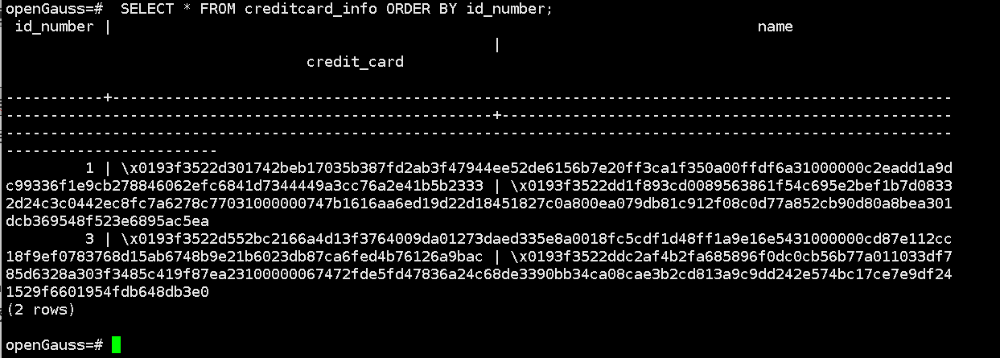 openGauss=#  SELECT * FROM creditcard_info ORDER BY id_number;
 id_number |                                                                          name
                                                        |
                                   credit_card

-----------+-----------------------------------------------------------------------------------------------
-------------------------------------------------------+---------------------------------------------------
-----------------------------------------------------------------------------------------------------------
------------------------
         1 | \x0193f3522d301742beb17035b387fd2ab3f47944ee52de6156b7e20ff3ca1f350a00ffdf6a31000000c2eadd1a9d
c99336f1e9cb278846062efc6841d7344449a3cc76a2e41b5b2333 | \x0193f3522dd1f893cd0089563861f54c695e2bef1b7d0833
2d24c3c0442ec8fc7a6278c77031000000747b1616aa6ed19d22d18451827c0a800ea079db81c912f08c0d77a852cb90d80a8bea301
dcb369548f523e6895ac5ea
         3 | \x0193f3522d552bc2166a4d13f3764009da01273daed335e8a0018fc5cdf1d48ff1a9e16e5431000000cd87e112cc
18f9ef0783768d15ab6748b9e21b6023db87ca6fed4b76126a9bac | \x0193f3522ddc2af4b2fa685896f0dc0cb56b77a011033df7
85d6328a303f3485c419f87ea23100000067472fde5fd47836a24c68de3390bb34ca08cae3b2cd813a9c9dd242e574bc17ce7e9df24
1529f6601954fdb648db3e0
(2 rows)

openGauss=#